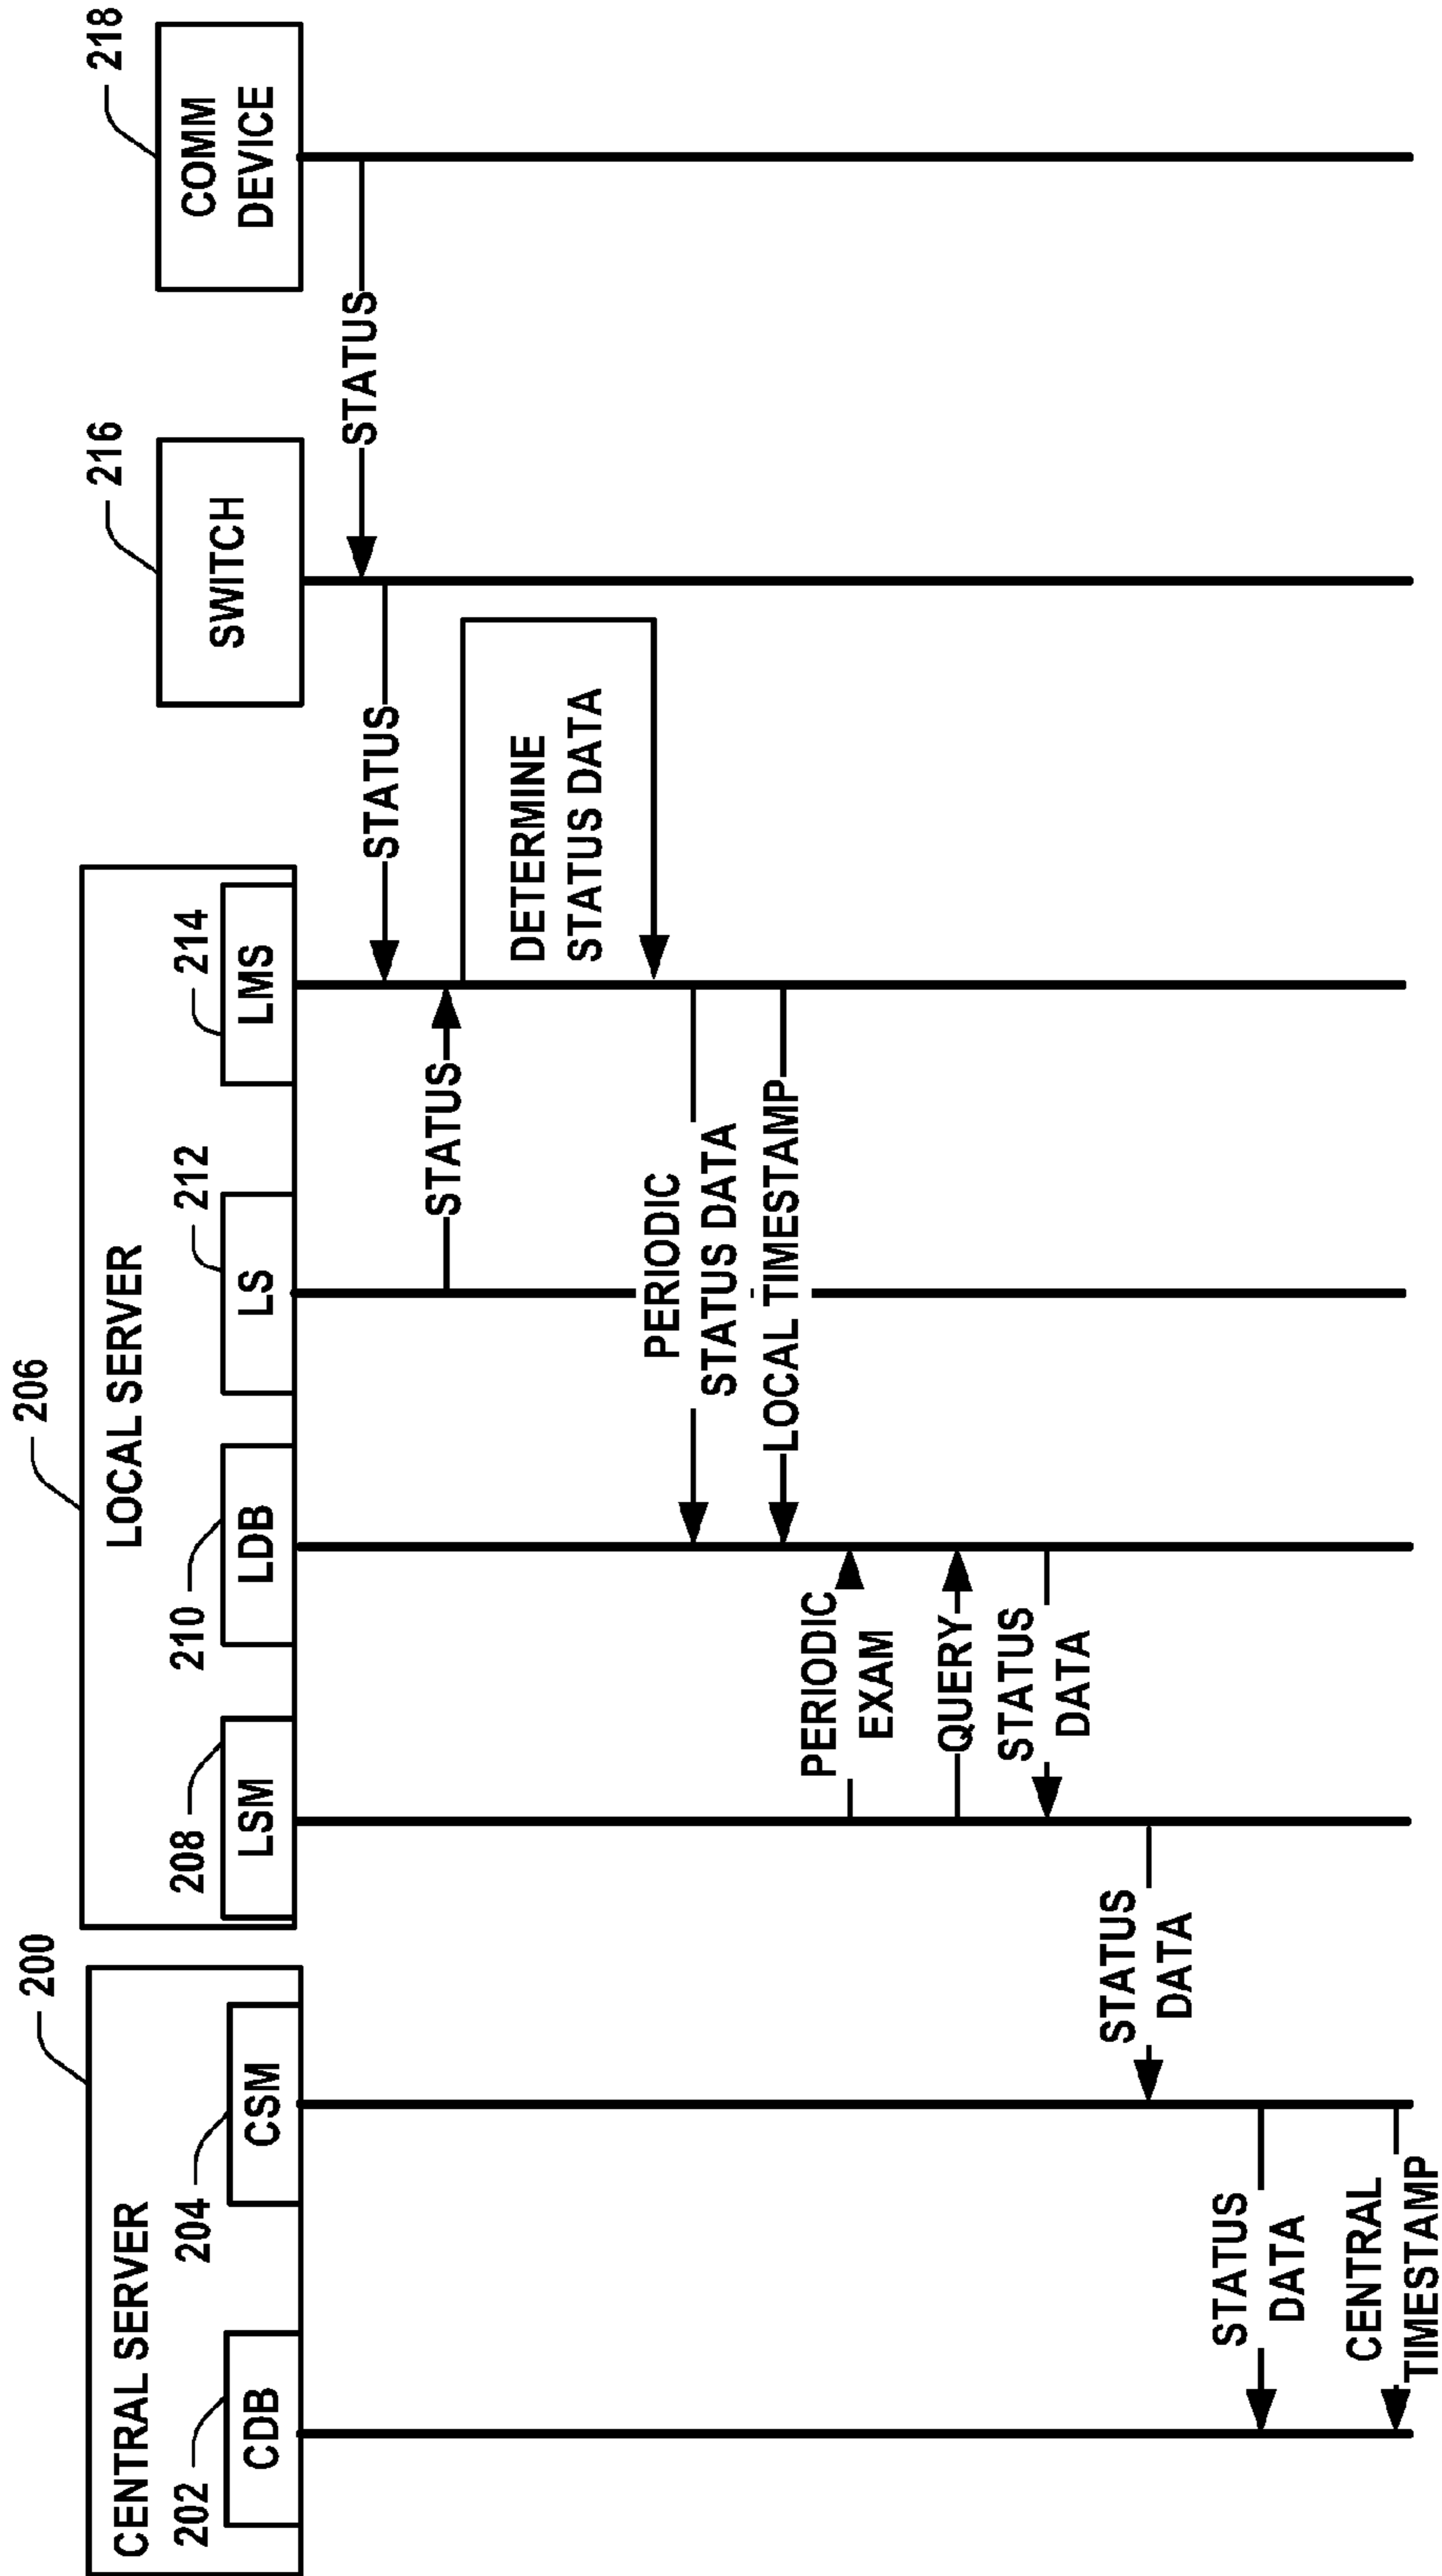 200
CENTRAL SERVER
202
CDB
204
CSM
206
LOCAL SERVER
208
LSM
210
LDB
212
LS
214
LMS
216
SWITCH
218
COMM
DEVICE
STATUS
STATUS
STATUS
DETERMINE
STATUS DATA
PERIODIC
STATUS DATA
LOCAL TIMESTAMP
PERIODIC
EXAM
QUERY
STATUS
DATA
STATUS
DATA
STATUS
DATA
CENTRAL
TIMESTAMP